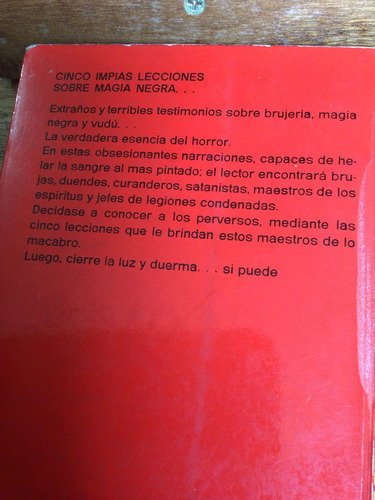 CINCO IMPIAS LECCIONES
SOBRE MAGIA NEGRA. . .
Extraños y terribles testimonios sobre brujería, magia
negra y vudú. . .
La verdadera esencia del horror.
En estas obsesionantes narraciones, capaces de he-
lar la sangre al mas pintado; el lector encontrará bru-
jas, duendes, curanderos, satanistas, maestros de los
espíritus y jefes de legiones condenadas.
Decídase a conocer a los perversos, mediante las
cinco lecciones que le brindan estos maestros de lo
macabro.
Luego, cierre la luz y duerma. . . si puede